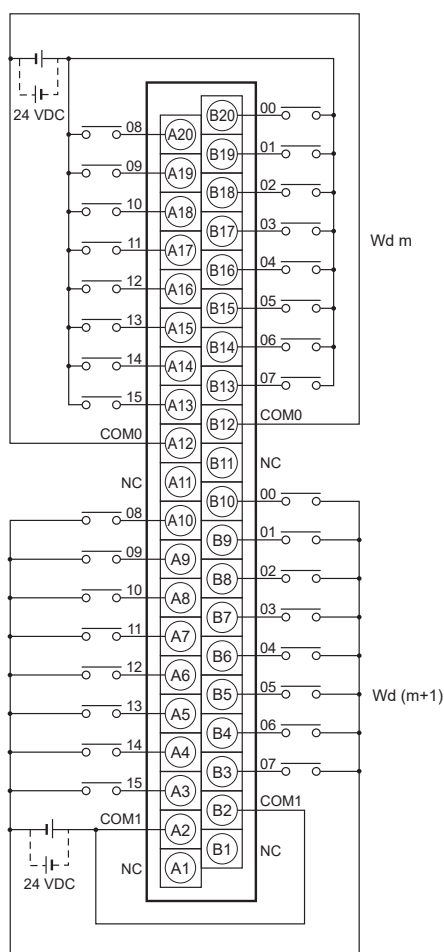 24 VDC
00
B20
08
A20
01
B19
09
A19
02
B18
10
A18
03
B17
Wd m
11
A17
04
B16
12
A16
05
B15
13
A15
06
B14
14
A14
07
B13
15
A13
COM0
B12
COM0
A12
B11
NC
NC
A11
00
B10
08
A10
01
B9
09
A9
02
B8
10
A8
03
B7
11
A7
04
B6
12
A6
05
B5
Wd (m+1)
13
A5
06
B4
14
A4
07
B3
15
A3
COM1
B2
COM1
A2
B1
NC
NC
A1
24 VDC